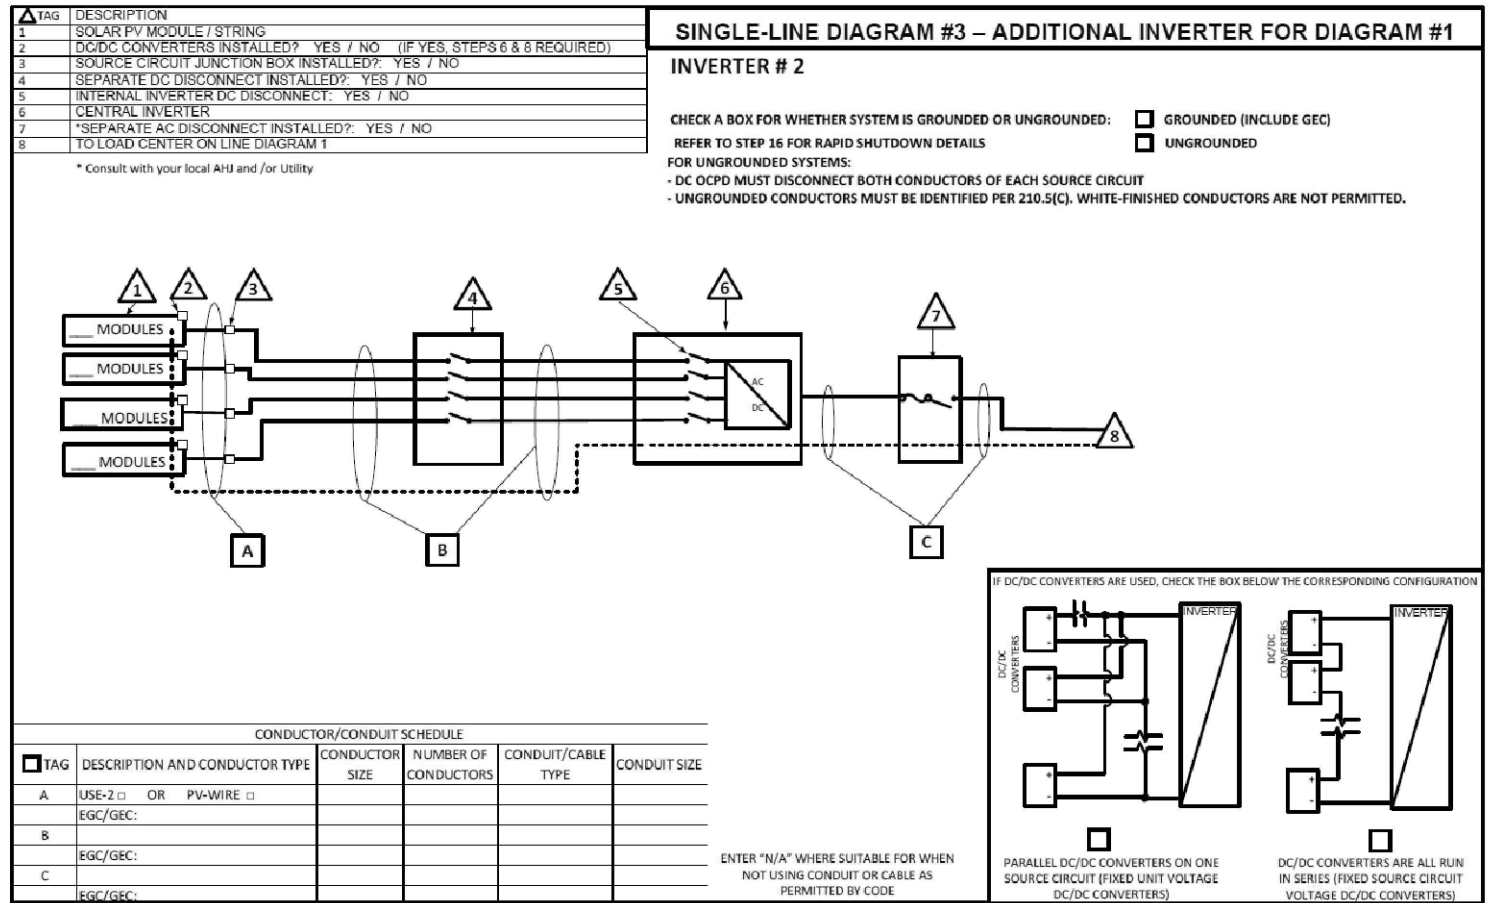 TAG DESCRIPTION
1 SOLAR PV MODULE / STRING
2 DC/DC CONVERTERS INSTALLED? YES / NO (IF YES, STEPS 6 & 8 REQUIRED)
3 SOURCE CIRCUIT JUNCTION BOX INSTALLED?: YES / NO
4 SEPARATE DC DISCONNECT INSTALLED?: YES / NO
5 INTERNAL INVERTER DC DISCONNECT: YES / NO
6 CENTRAL INVERTER
7 *SEPARATE AC DISCONNECT INSTALLED?: YES / NO
8 TO LOAD CENTER ON LINE DIAGRAM 1
* Consult with your local AHJ and /or Utility
SINGLE-LINE DIAGRAM #3 – ADDITIONAL INVERTER FOR DIAGRAM #1
INVERTER # 2
CHECK A BOX FOR WHETHER SYSTEM IS GROUNDED OR UNGROUNDED: GROUNDED (INCLUDE GEC)
REFER TO STEP 16 FOR RAPID SHUTDOWN DETAILS UNGROUNDED
FOR UNGROUNDED SYSTEMS:
- DC OCPD MUST DISCONNECT BOTH CONDUCTORS OF EACH SOURCE CIRCUIT
- UNGROUNDED CONDUCTORS MUST BE IDENTIFIED PER 210.5(C). WHITE-FINISHED CONDUCTORS ARE NOT PERMITTED.
1 2 3 4 5 6 7
___ MODULES
___ MODULES
___ MODULES
___ MODULES
AC
DC
8
A B C
IF DC/DC CONVERTERS ARE USED, CHECK THE BOX BELOW THE CORRESPONDING CONFIGURATION
DC/DC
CONVERTERS
+
-
+
-
+
-
INVERTER
PARALLEL DC/DC CONVERTERS ON ONE
SOURCE CIRCUIT (FIXED UNIT VOLTAGE
DC/DC CONVERTERS)
DC/DC
CONVERTERS
+
-
+
-
+
-
INVERTER
DC/DC CONVERTERS ARE ALL RUN
IN SERIES (FIXED SOURCE CIRCUIT
VOLTAGE DC/DC CONVERTERS)
CONDUCTOR/CONDUIT SCHEDULE
TAG DESCRIPTION AND CONDUCTOR TYPE CONDUCTOR SIZE NUMBER OF CONDUCTORS CONDUIT/CABLE TYPE CONDUIT SIZE
A USE-2 □ OR PV-WIRE □
EGC/GEC:
B
EGC/GEC:
C
EGC/GEC:
ENTER “N/A” WHERE SUITABLE FOR WHEN
NOT USING CONDUIT OR CABLE AS
PERMITTED BY CODE